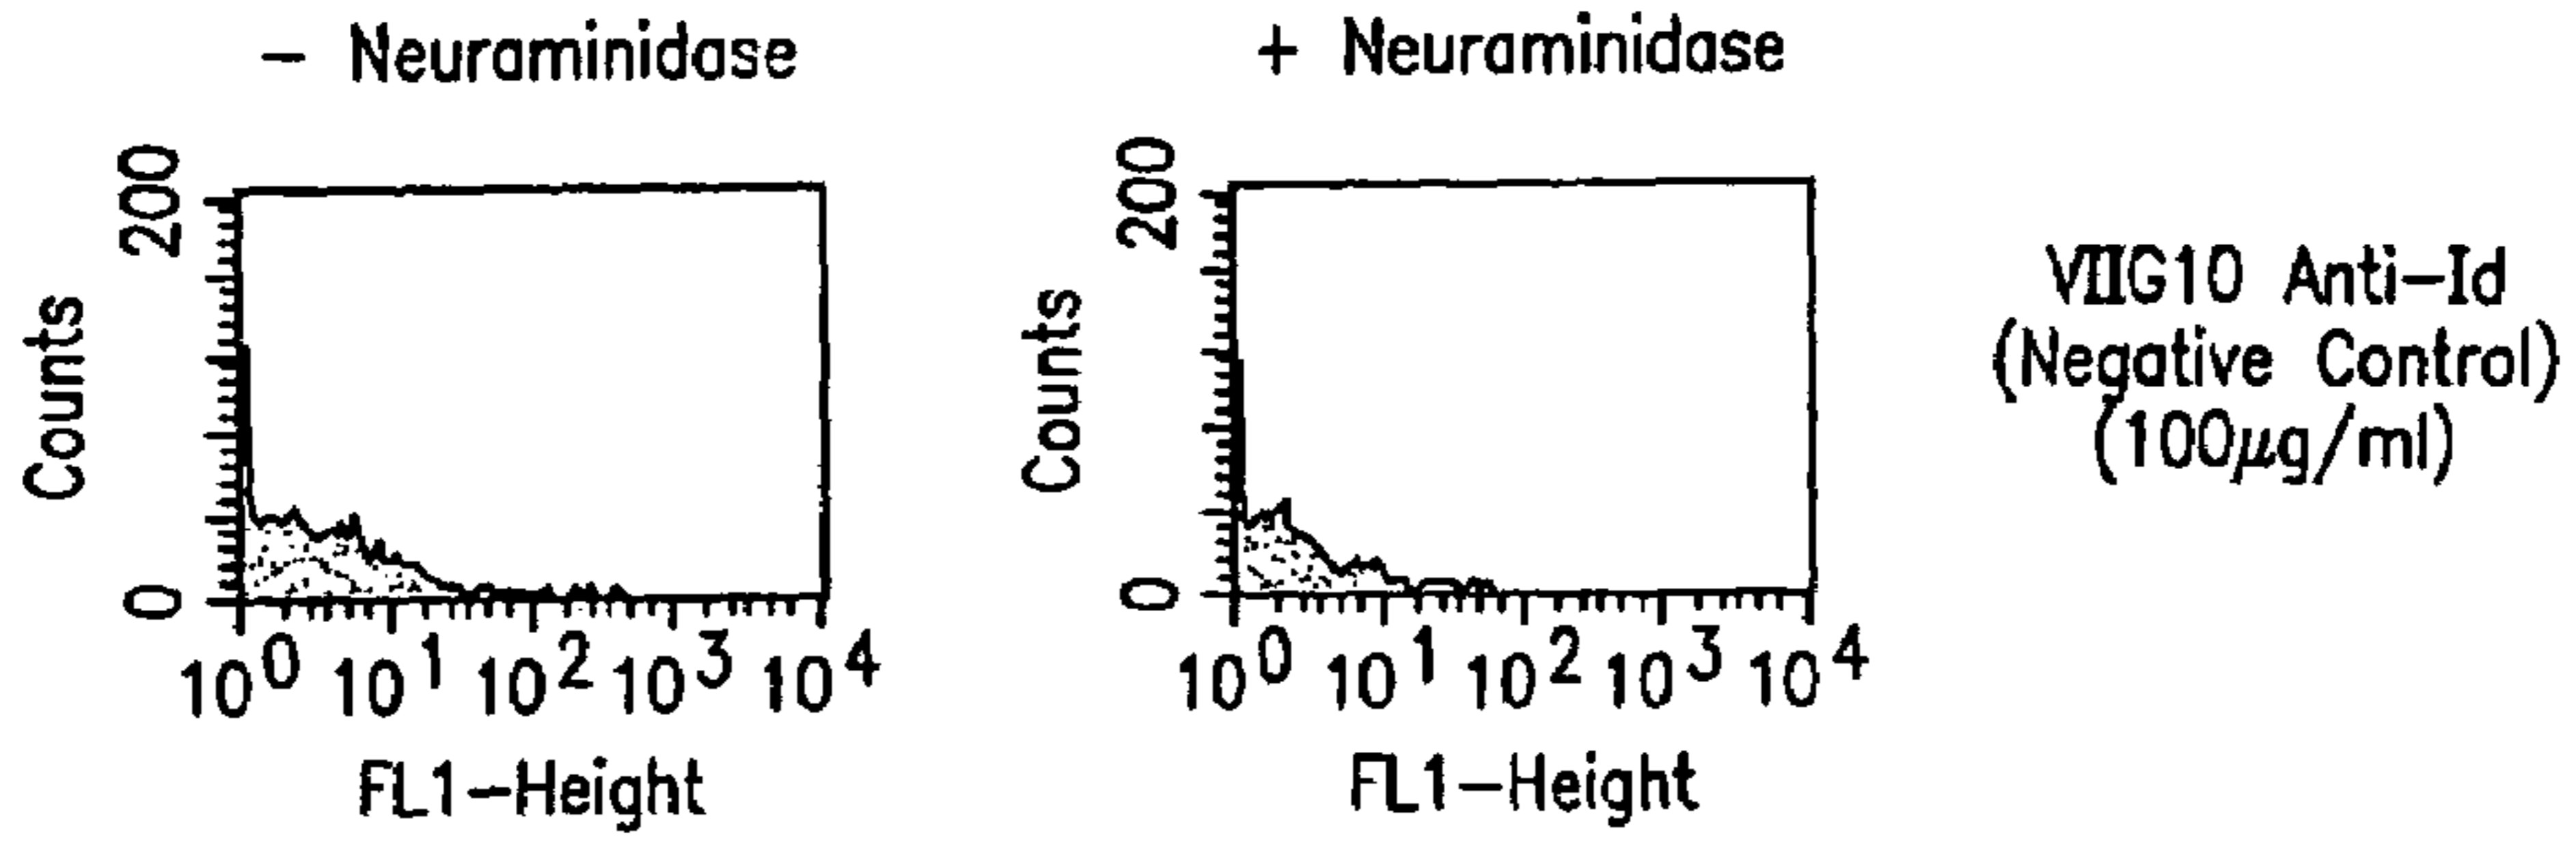 − Neuraminidase
200
Counts
0
10^0 10^1 10^2 10^3 10^4
FL1−Height
+ Neuraminidase
200
Counts
0
10^0 10^1 10^2 10^3 10^4
FL1−Height
VIIG10 Anti−Id
(Negative Control)
(100µg/ml)